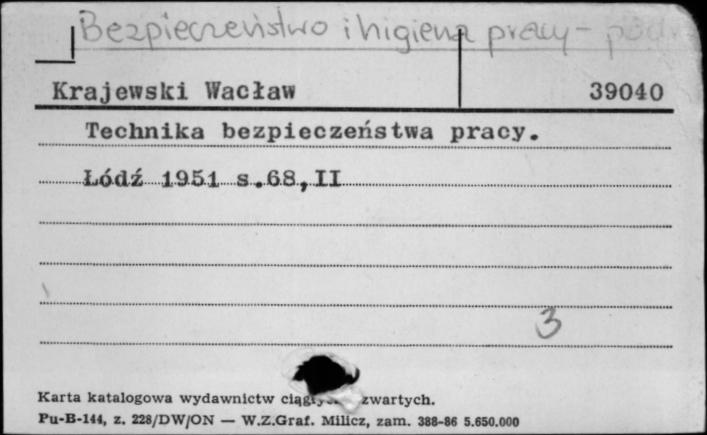 Bezpieczeństwo i higiena pracy -
Krajewski Wacław 39040
Technika bezpieczeństwa pracy.
Łódź 1951 s.68,II
3
Karta katalogowa wydawnictw zwartych.
Pu-B-144, z. 228/DW/ON — W.Z.Graf. Milicz, zam. 388-86 5.650.000